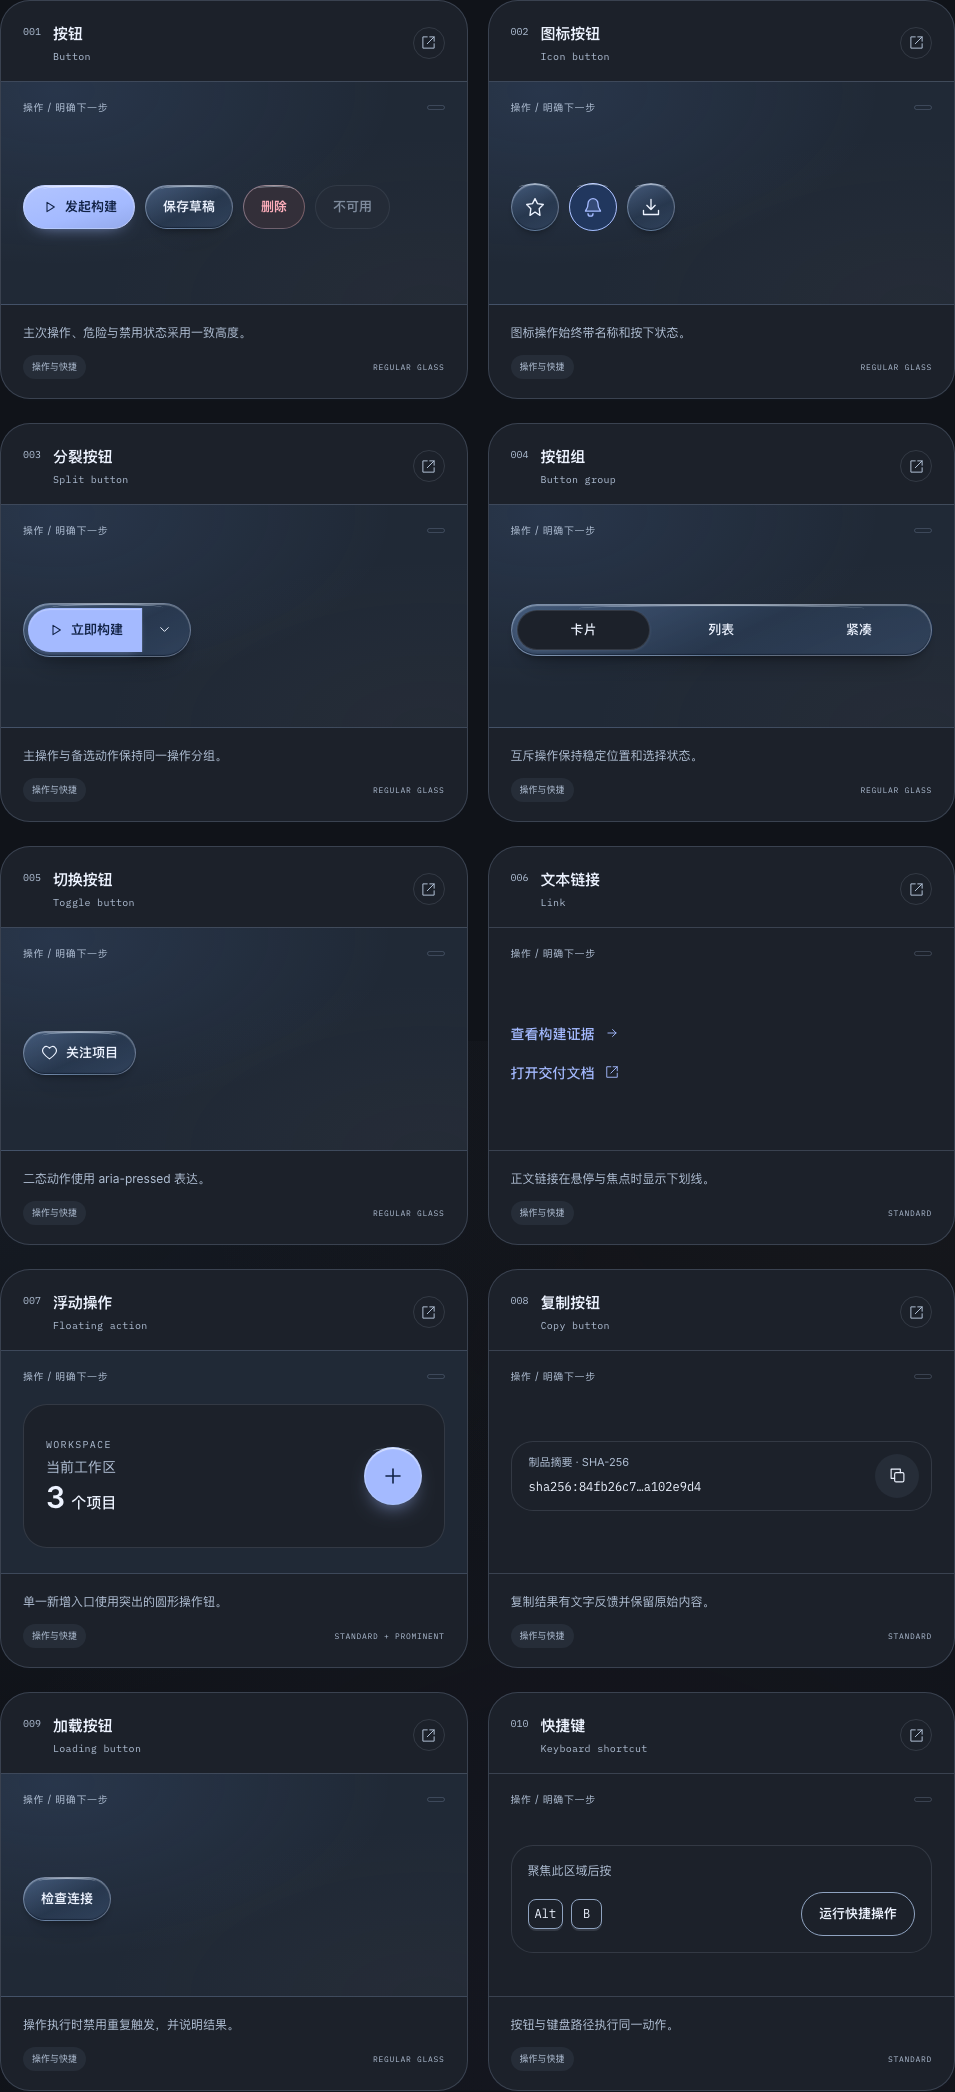 001 按钮
Button
操作 / 明确下一步
发起构建 保存草稿 删除 不可用
主次操作、危险与禁用状态采用一致高度。
操作与快捷 REGULAR GLASS
002 图标按钮
Icon button
操作 / 明确下一步
图标操作始终带名称和按下状态。
操作与快捷 REGULAR GLASS
003 分裂按钮
Split button
操作 / 明确下一步
立即构建
主操作与备选动作保持同一操作分组。
操作与快捷 REGULAR GLASS
004 按钮组
Button group
操作 / 明确下一步
卡片 列表 紧凑
互斥操作保持稳定位置和选择状态。
操作与快捷 REGULAR GLASS
005 切换按钮
Toggle button
操作 / 明确下一步
关注项目
二态动作使用 aria-pressed 表达。
操作与快捷 REGULAR GLASS
006 文本链接
Link
操作 / 明确下一步
查看构建证据
打开交付文档
正文链接在悬停与焦点时显示下划线。
操作与快捷 STANDARD
007 浮动操作
Floating action
操作 / 明确下一步
WORKSPACE
当前工作区
3 个项目
单一新增入口使用突出的圆形操作钮。
操作与快捷 STANDARD + PROMINENT
008 复制按钮
Copy button
操作 / 明确下一步
制品摘要 · SHA-256
sha256:84fb26c7…a102e9d4
复制结果有文字反馈并保留原始内容。
操作与快捷 STANDARD
009 加载按钮
Loading button
操作 / 明确下一步
检查连接
操作执行时禁用重复触发，并说明结果。
操作与快捷 REGULAR GLASS
010 快捷键
Keyboard shortcut
操作 / 明确下一步
聚焦此区域后按
Alt B 运行快捷操作
按钮与键盘路径执行同一动作。
操作与快捷 STANDARD